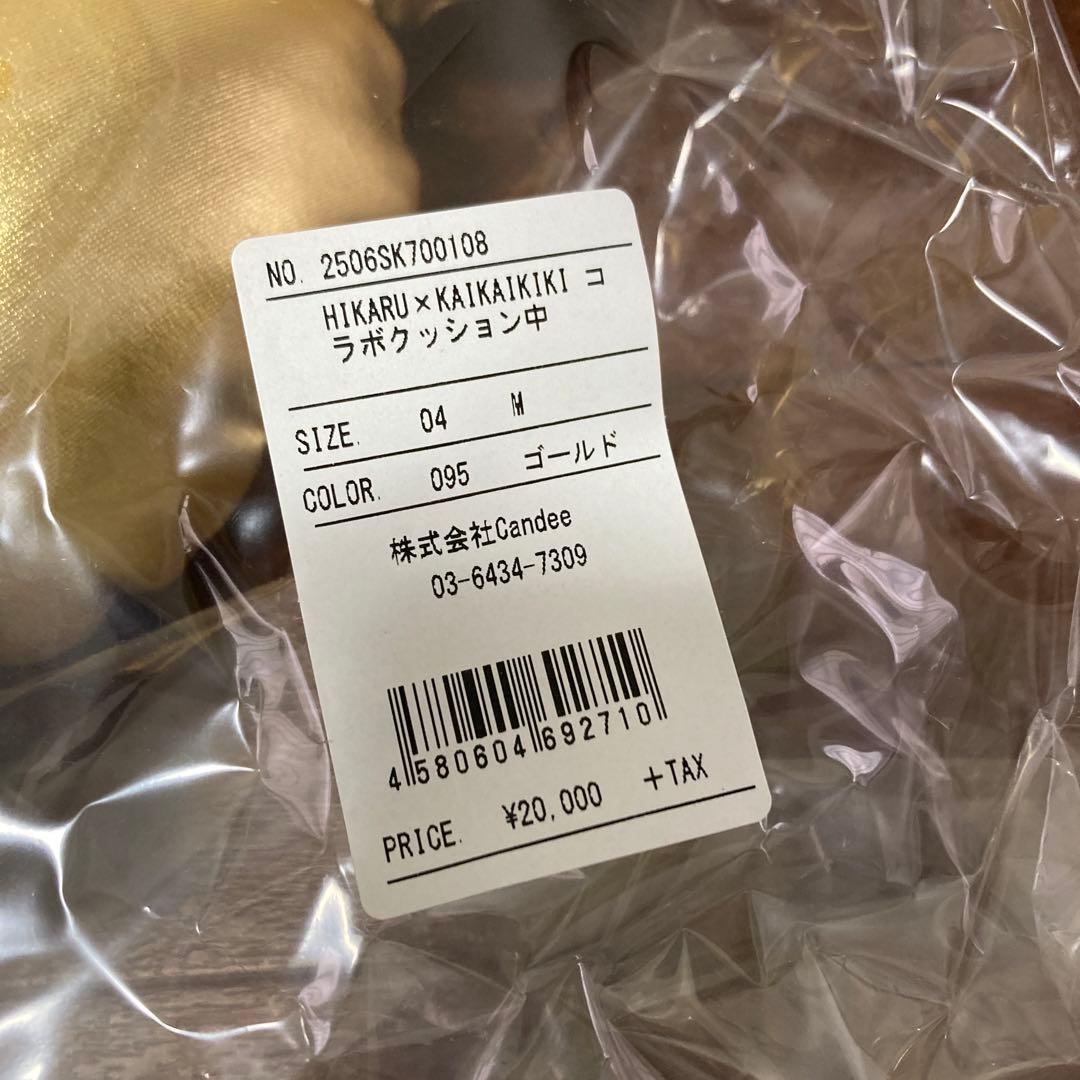 NO. 2506SK700108
HIKARU×KAIKAIKIKI コ
ラボクッション中
SIZE. 04 M
COLOR. 095 ゴールド
株式会社Candee
03-6434-7309
4580604692710
PRICE. ¥20,000 +TAX